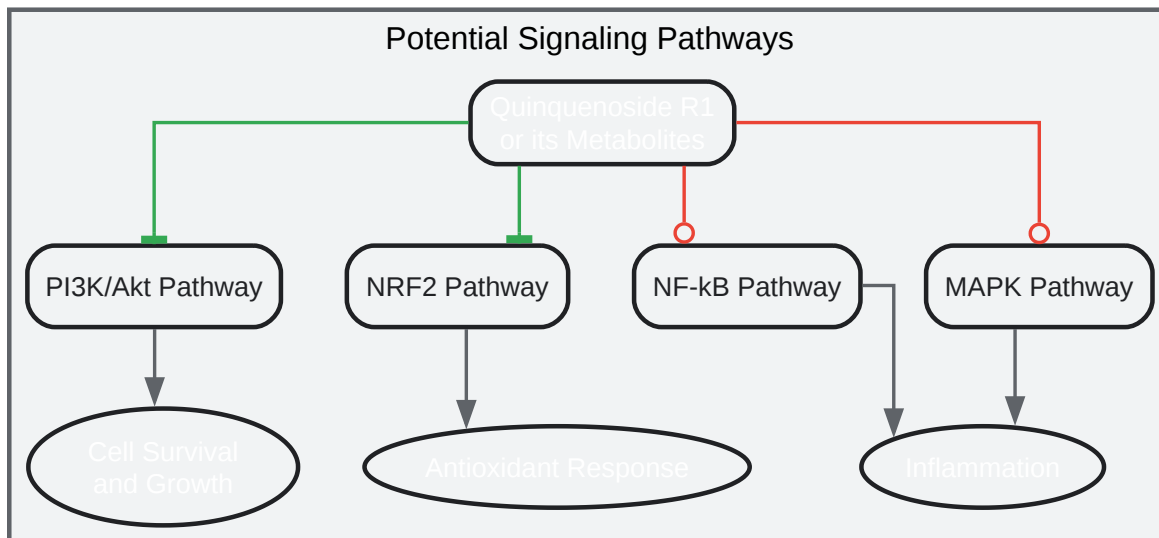 Potential Signaling Pathways
Quinquenoside R1
or its Metabolites
PI3K/Akt Pathway
NRF2 Pathway
NF-kB Pathway
MAPK Pathway
Cell Survival
and Growth
Antioxidant Response
Inflammation